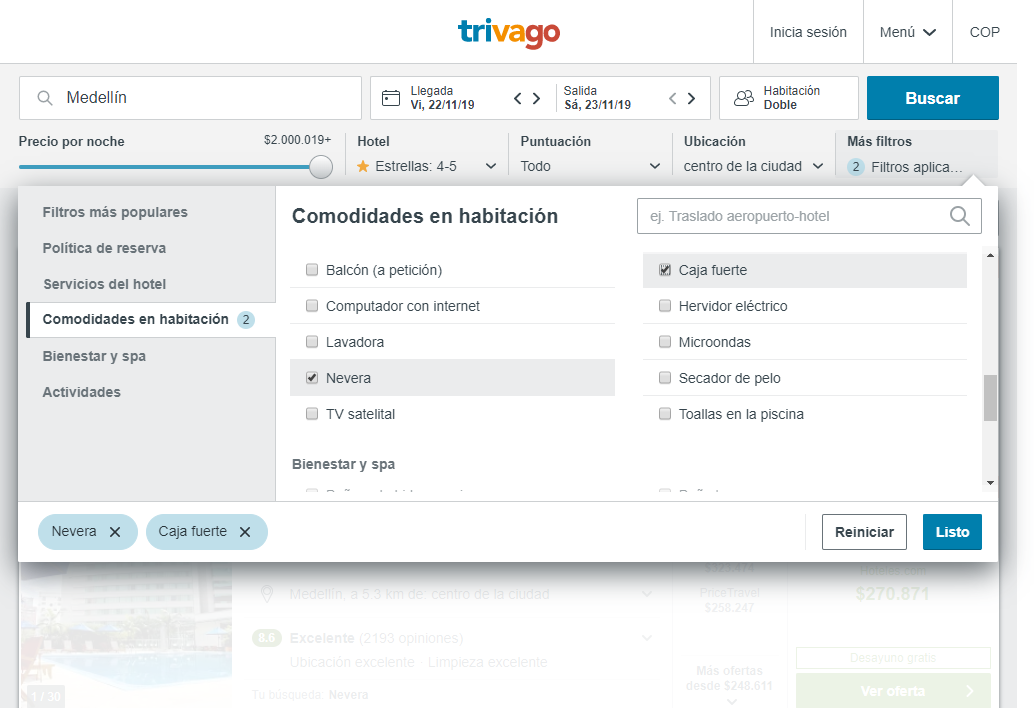 trivago
Inicia sesión
Menú
COP
Medellín
Llegada
Vi, 22/11/19
Salida
Sá, 23/11/19
Habitación
Doble
Buscar
Precio por noche
$2.000.019+
Hotel
Estrellas: 4-5
Puntuación
Todo
Ubicación
centro de la ciudad
Más filtros
2 Filtros aplica...
Filtros más populares
Política de reserva
Servicios del hotel
Comodidades en habitación 2
Bienestar y spa
Actividades
Comodidades en habitación
ej. Traslado aeropuerto-hotel
Balcón (a petición)
Caja fuerte
Computador con internet
Hervidor eléctrico
Lavadora
Microondas
Nevera
Secador de pelo
TV satelital
Toallas en la piscina
Bienestar y spa
Nevera
Caja fuerte
Reiniciar
Listo
Hoteles.com
$270.871
Medellín, a 5.3 km de: centro de la ciudad
PriceTravel
$258.247
8.6 Excelente (2193 opiniones)
Ubicación excelente Limpieza excelente
Más ofertas
desde $248.611
Desayuno gratis
Ver oferta
1 / 30
Tu búsqueda: Nevera